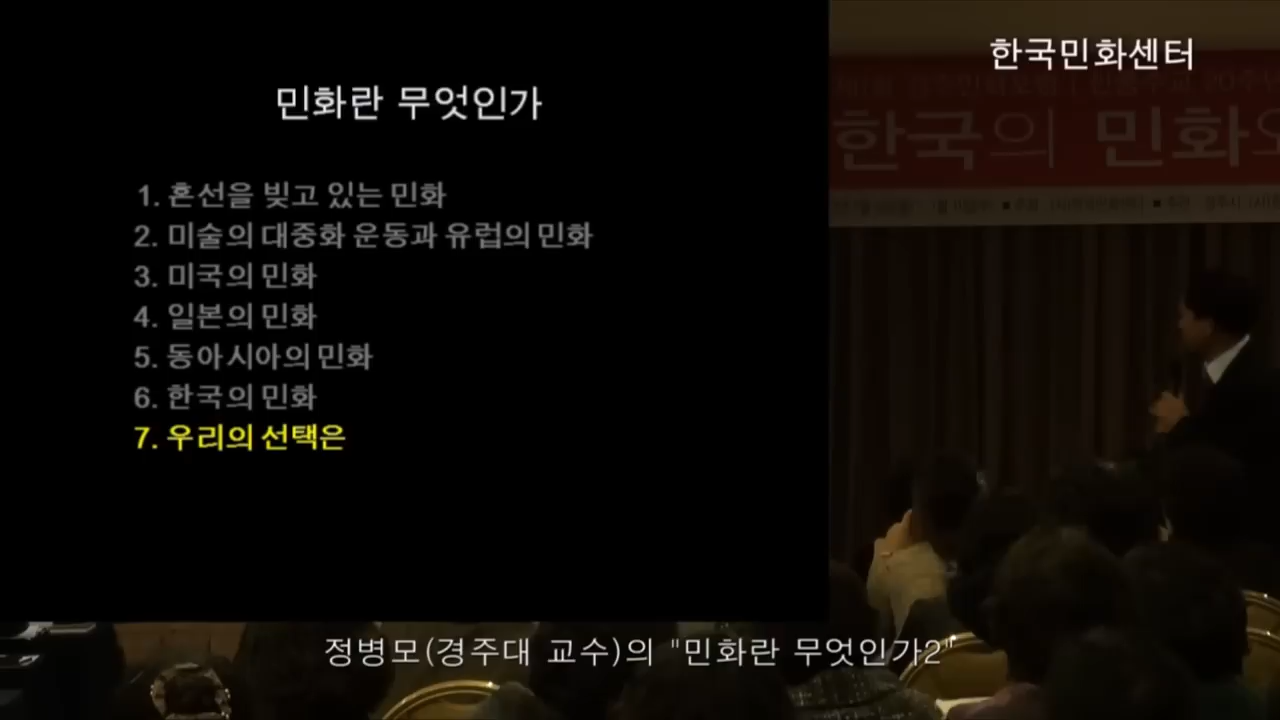 한국민화센터
민화란 무엇인가
1. 혼선을 빚고 있는 민화
2. 미술의 대중화 운동과 유럽의 민화
3. 미국의 민화
4. 일본의 민화
5. 동아시아의 민화
6. 한국의 민화
7. 우리의 선택은
한국의 민화와
정병모(경주대 교수)의 "민화란 무엇인가2"